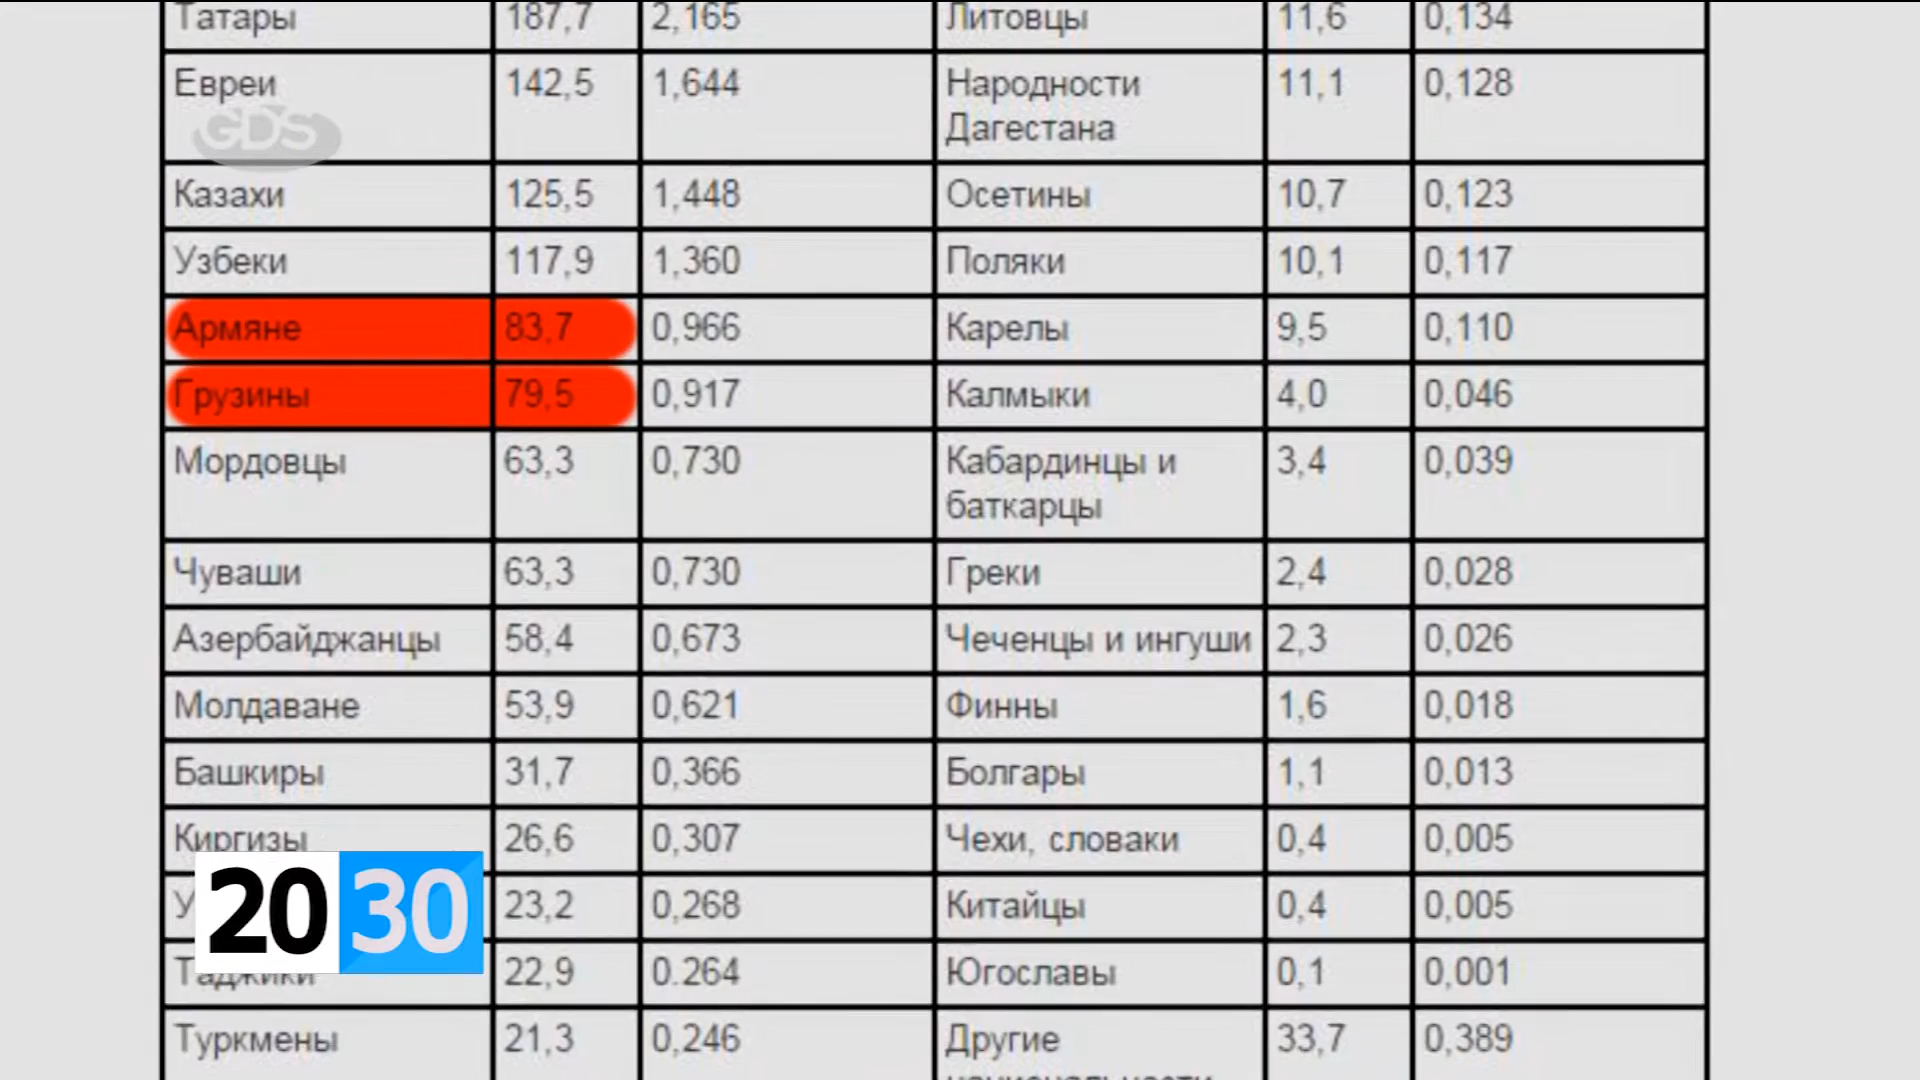 Татары 187,7 2,165 Литовцы 11,6 0,134
Евреи 142,5 1,644 Народности 11,1 0,128
Дагестана
GDS
Казахи 125,5 1,448 Осетины 10,7 0,123
Узбеки 117,9 1,360 Поляки 10,1 0,117
Армяне 83,7 0,966 Карелы 9,5 0,110
Грузины 79,5 0,917 Калмыки 4,0 0,046
Мордовцы 63,3 0,730 Кабардинцы и 3,4 0,039
баткарцы
Чуваши 63,3 0,730 Греки 2,4 0,028
Азербайджанцы 58,4 0,673 Чеченцы и ингуши 2,3 0,026
Молдаване 53,9 0,621 Финны 1,6 0,018
Башкиры 31,7 0,366 Болгары 1,1 0,013
Киргизы 26,6 0,307 Чехи, словаки 0,4 0,005
20 30
23,2 0,268 Китайцы 0,4 0,005
Таджики 22,9 0.264 Югославы 0,1 0,001
Туркмены 21,3 0,246 Другие 33,7 0,389